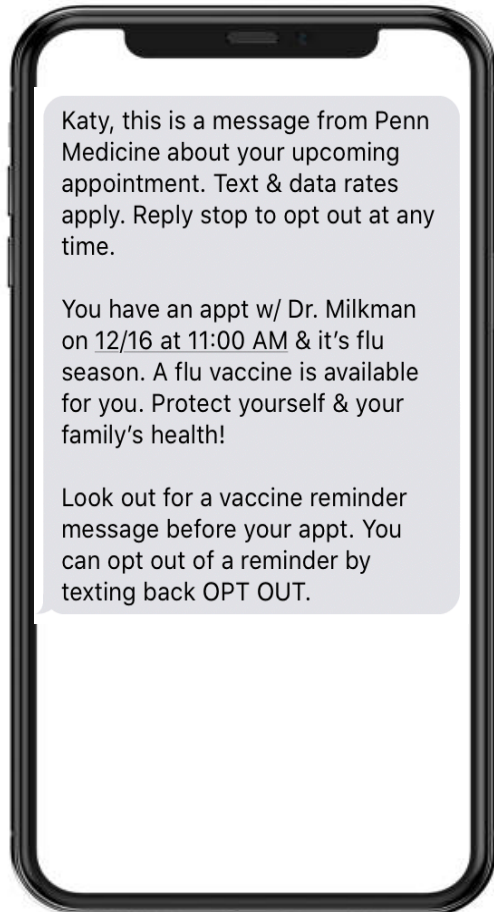 Katy, this is a message from Penn
Medicine about your upcoming
appointment. Text & data rates
apply. Reply stop to opt out at any
time.
You have an appt w/ Dr. Milkman
on 12/16 at 11:00 AM & it’s flu
season. A flu vaccine is available
for you. Protect yourself & your
family’s health!
Look out for a vaccine reminder
message before your appt. You
can opt out of a reminder by
texting back OPT OUT.